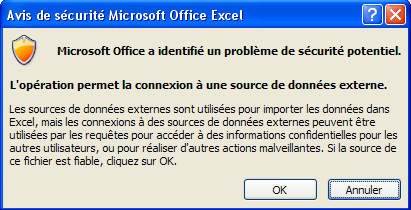 Avis de sécurité Microsoft Office Excel
Microsoft Office a identifié un problème de sécurité potentiel.
L'opération permet la connexion à une source de données externe.
Les sources de données externes sont utilisées pour importer les données dans
Excel, mais les connexions à des sources de données externes peuvent être
utilisées par les requêtes pour accéder à des informations confidentielles pour les
autres utilisateurs, ou pour réaliser d'autres actions malveillantes. Si la source de
ce fichier est fiable, cliquez sur OK.
OK Annuler